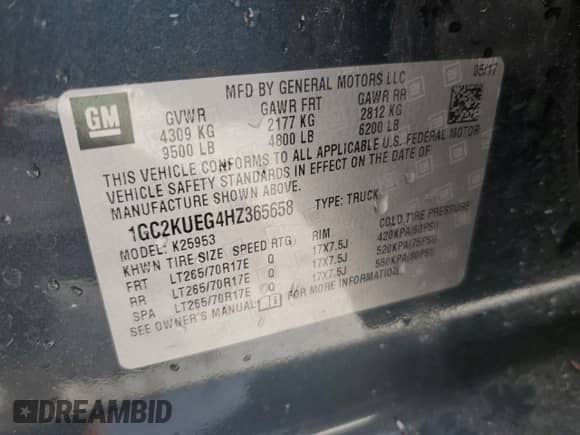 MFD BY GENERAL MOTORS LLC 05/17
GM
GVWR GAWR FRT GAWR RR
4309 KG 2177 KG 2812 KG
9500 LB 4800 LB 6200 LB
THIS VEHICLE CONFORMS TO ALL APPLICABLE U.S. FEDERAL MOTOR
VEHICLE SAFETY STANDARDS IN EFFECT ON THE DATE OF
MANUFACTURE SHOWN ABOVE.
1GC2KUEG4HZ365658 TYPE: TRUCK
MODEL: K25953
KHWN TIRE SIZE SPEED RTG RIM COLD TIRE PRESSURE
FRT LT265/70R17E Q 17X7.5J 420KPA(60PSI)
RR LT265/70R17E Q 17X7.5J 520KPA(75PSI)
SPA LT265/70R17E Q 17X7.5J 550KPA(80PSI)
SEE OWNER'S MANUAL FOR MORE INFORMATION
DREAMBID